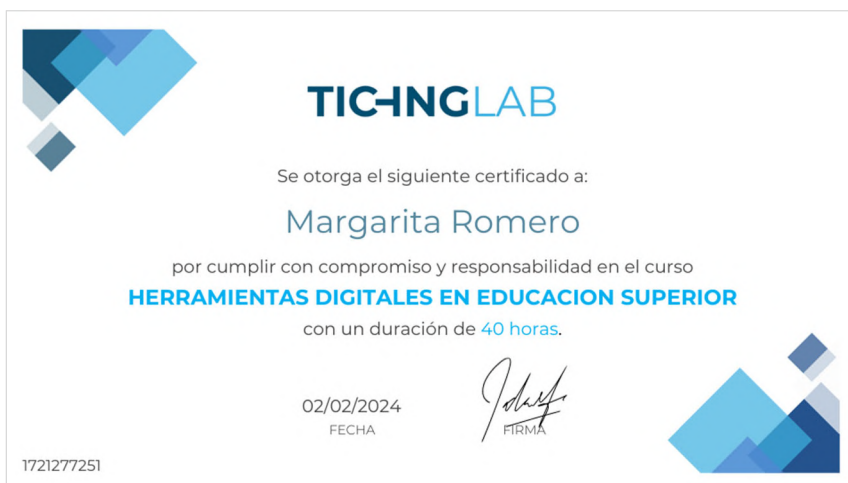 TICHNGLAB
Se otorga el siguiente certificado a:
Margarita Romero
por cumplir con compromiso y responsabilidad en el curso
HERRAMIENTAS DIGITALES EN EDUCACION SUPERIOR
con un duración de 40 horas.
02/02/2024
FECHA
FIRMA
1721277251